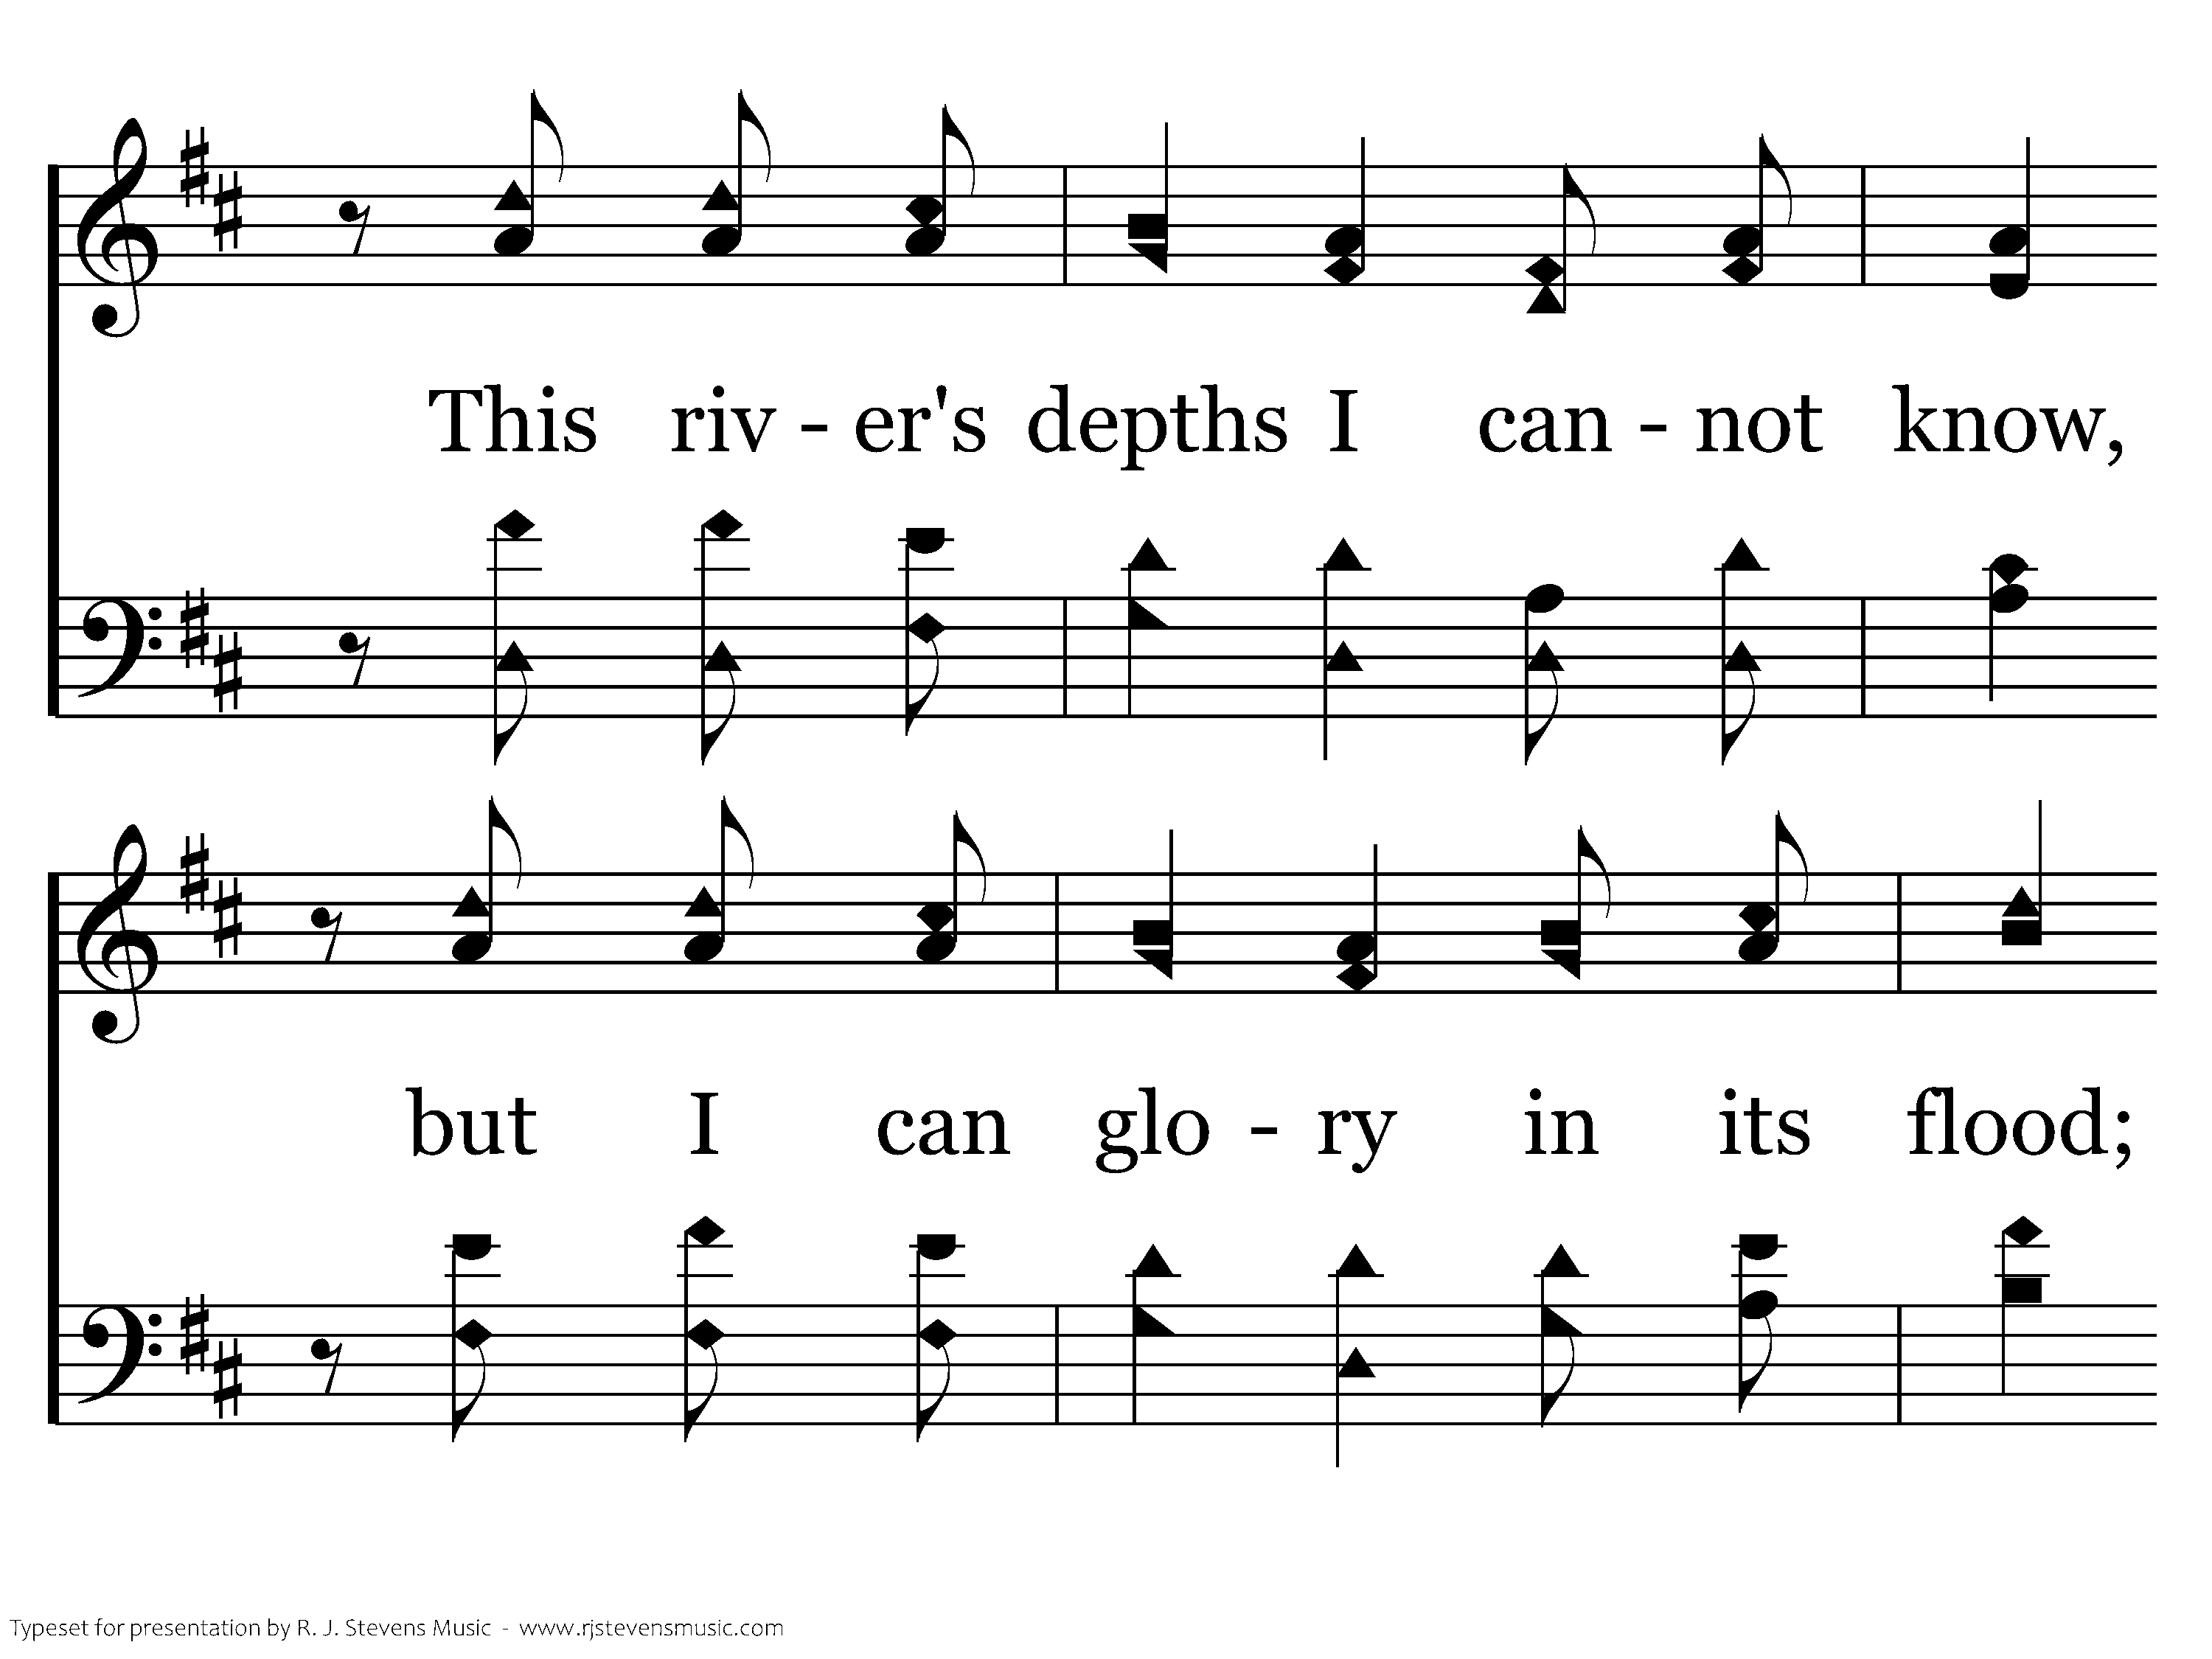 This riv - er's depths I can - not know,
but I can glo - ry in its flood;
Typeset for presentation by R. J. Stevens Music - www.rjstevensmusic.com